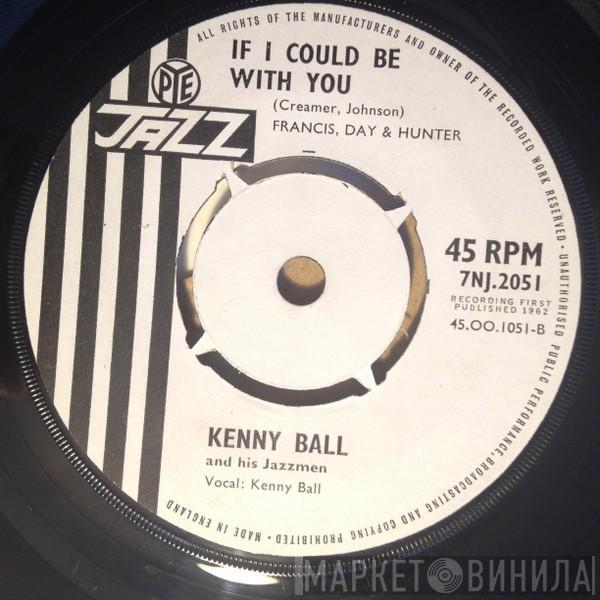 ALL RIGHTS OF THE MANUFACTURERS AND OWNER OF THE RECORDED WORK RESERVED • UNAUTHORISED PUBLIC PERFORMANCE, BROADCASTING AND COPYING PROHIBITED • MADE IN ENGLAND
PYE
JAZZ
IF I COULD BE
WITH YOU
(Creamer, Johnson)
FRANCIS, DAY & HUNTER
45 RPM
7NJ.2051
RECORDING FIRST
PUBLISHED 1962
45.OO.1051-B
KENNY BALL
and his Jazzmen
Vocal: Kenny Ball
МАРКЕТ ВИНИЛА